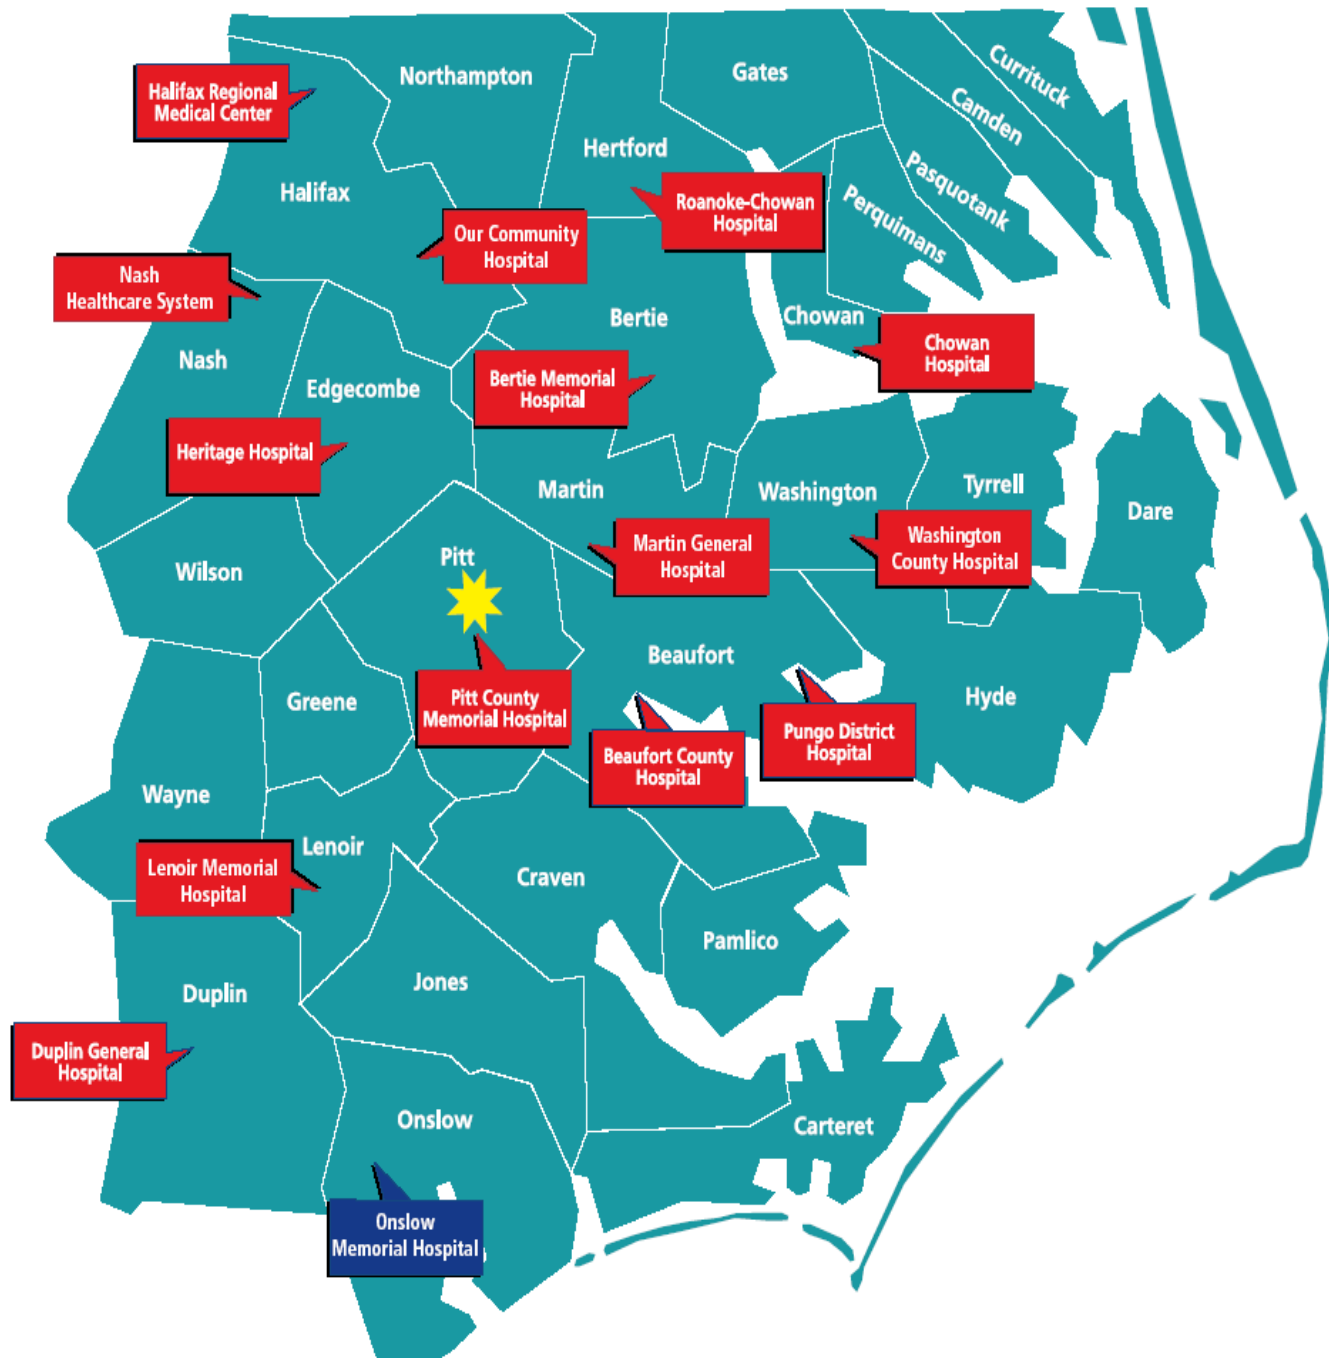 Currituck
Northampton
Gates
Camden
Halifax Regional
Medical Center
Hertford
Pasquotank
Halifax
Roanoke-Chowan
Hospital
Perquimans
Our Community
Hospital
Nash
Healthcare System
Bertie
Chowan
Chowan
Hospital
Nash
Edgecombe
Bertie Memorial
Hospital
Heritage Hospital
Martin
Washington
Tyrrell
Dare
Pitt
Martin General
Hospital
Washington
County Hospital
Wilson
Beaufort
Greene
Pitt County
Memorial Hospital
Hyde
Pungo District
Hospital
Beaufort County
Hospital
Wayne
Lenoir
Lenoir Memorial
Hospital
Craven
Pamlico
Jones
Duplin
Duplin General
Hospital
Onslow
Carteret
Onslow
Memorial Hospital